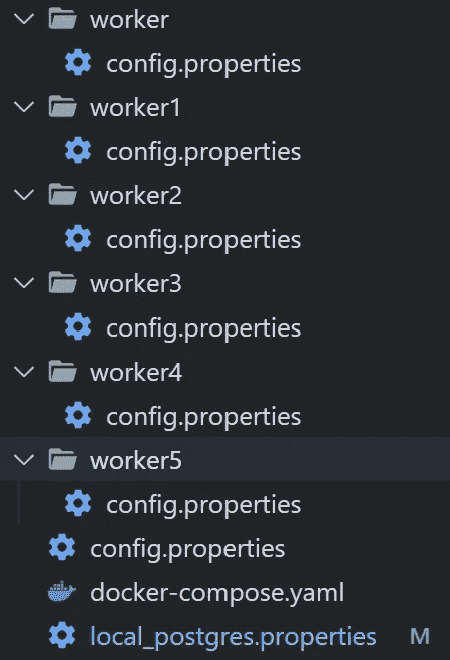 worker
config.properties
worker1
config.properties
worker2
config.properties
worker3
config.properties
worker4
config.properties
worker5
config.properties
config.properties
docker-compose.yaml
local_postgres.properties M